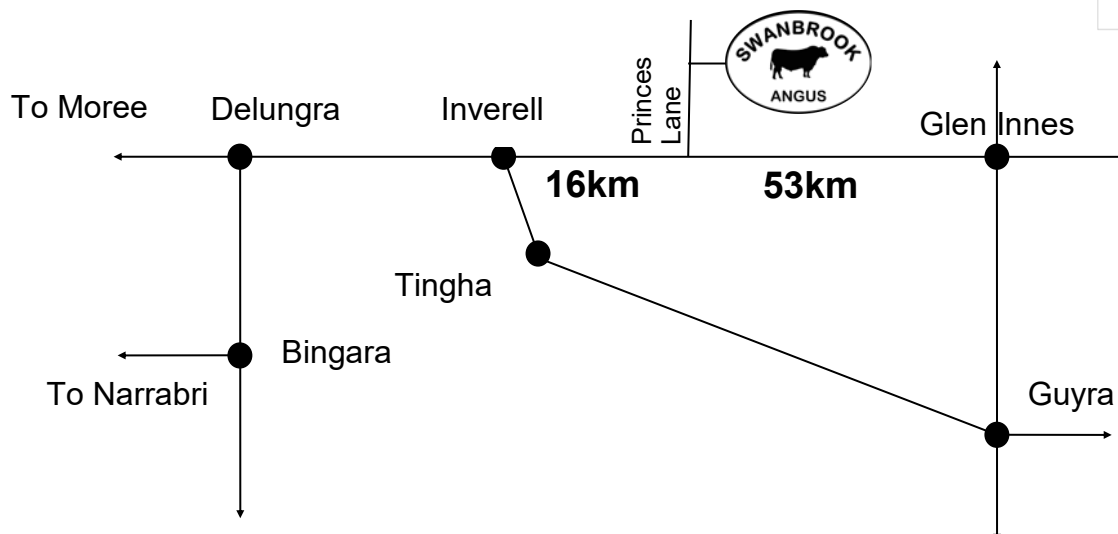 SWANBROOK
ANGUS
Princes
Lane
To Moree
Delungra
Inverell
Glen Innes
16km
53km
Tingha
Bingara
To Narrabri
Guyra